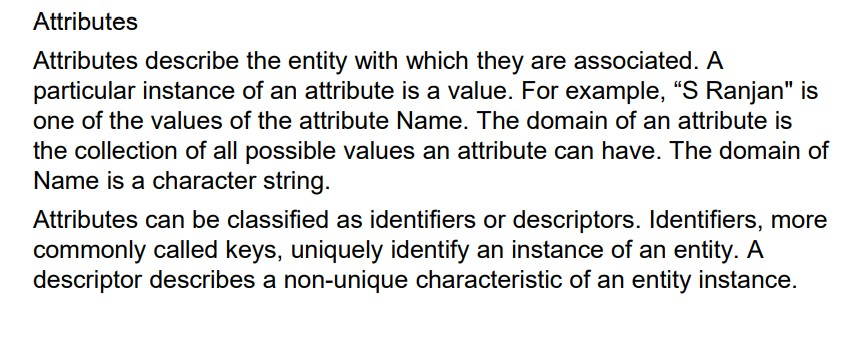 Attributes
Attributes describe the entity with which they are associated. A
particular instance of an attribute is a value. For example, “S Ranjan" is
one of the values of the attribute Name. The domain of an attribute is
the collection of all possible values an attribute can have. The domain of
Name is a character string.
Attributes can be classified as identifiers or descriptors. Identifiers, more
commonly called keys, uniquely identify an instance of an entity. A
descriptor describes a non-unique characteristic of an entity instance.